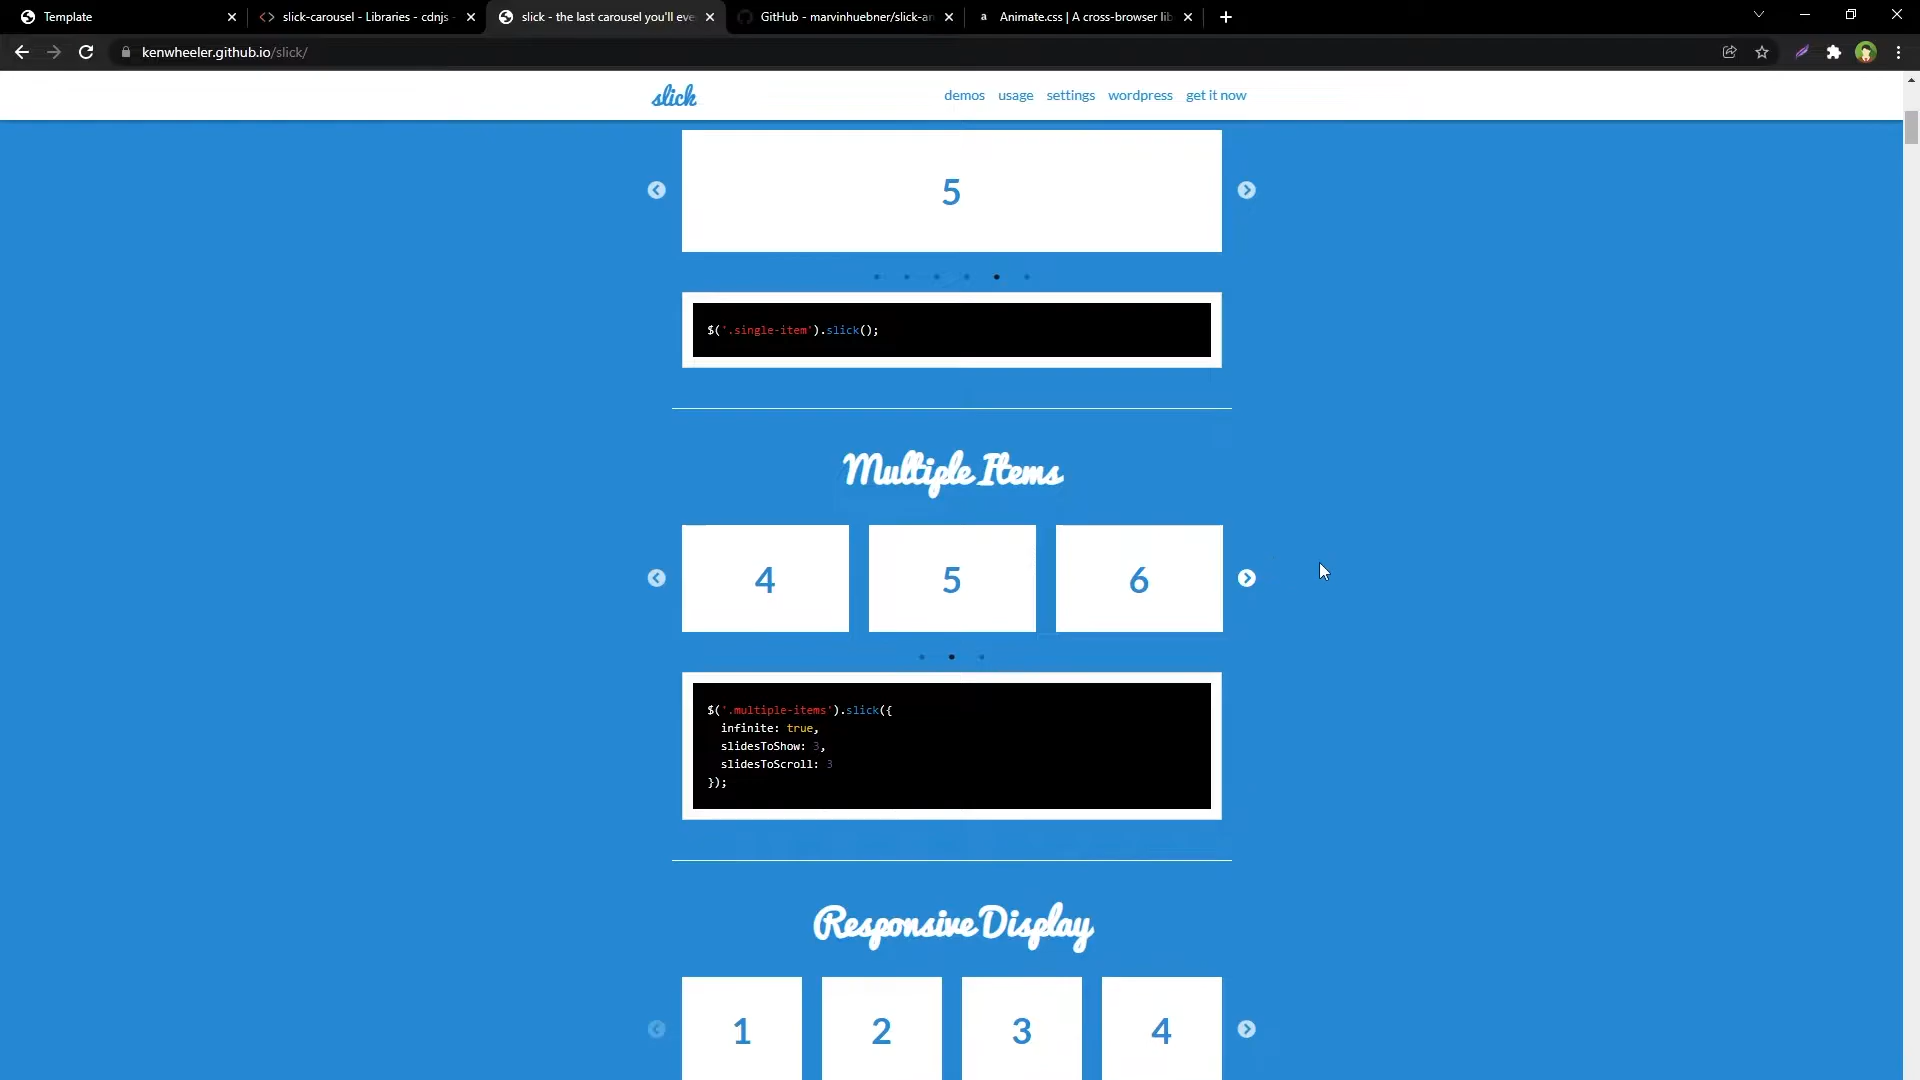 Template
slick-carousel - Libraries - cdnjs -
slick - the last carousel you'll eve
GitHub - marvinhuebner/slick-an
Animate.css | A cross-browser lib
kenwheeler.github.io/slick/
slick
demos usage settings wordpress get it now
5
$('.single-item').slick();
Multiple Items
4 5 6
$('.multiple-items').slick({
infinite: true,
slidesToShow: 3,
slidesToScroll: 3
});
Responsive Display
1 2 3 4